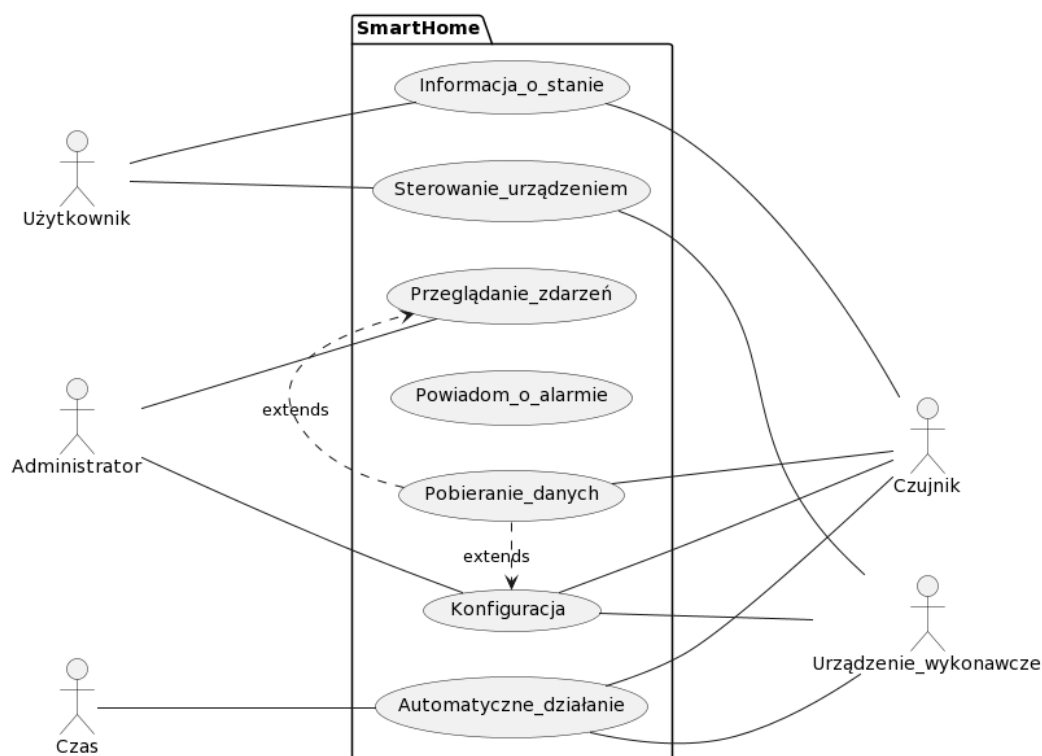 SmartHome
Informacja_o_stanie
Użytkownik
Sterowanie_urządzeniem
Przeglądanie_zdarzeń
Powiadom_o_alarmie
extends
Administrator
Pobieranie_danych
Czujnik
extends
Konfiguracja
Urządzenie_wykonawcze
Automatyczne_działanie
Czas